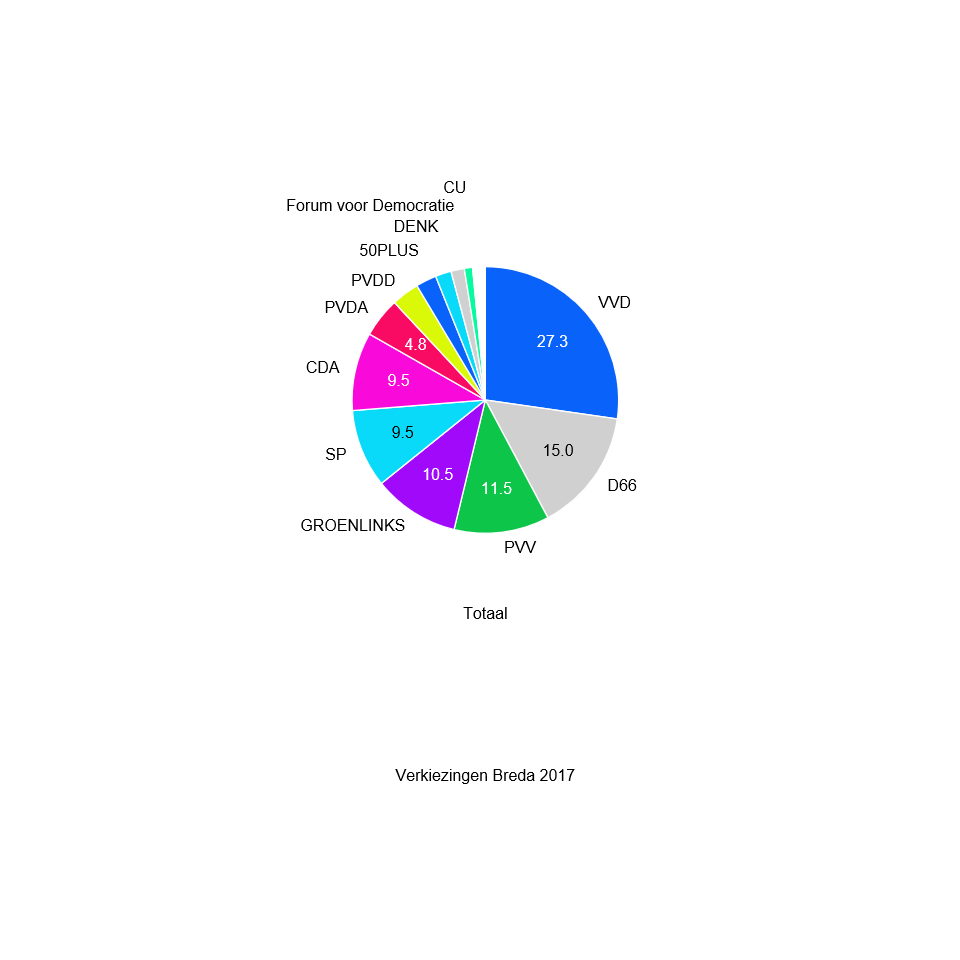 CU
Forum voor Democratie
DENK
50PLUS
PVDD
PVDA
VVD
27.3
4.8
CDA
9.5
SP
9.5
15.0
D66
10.5
11.5
GROENLINKS
PVV
Totaal
Verkiezingen Breda 2017